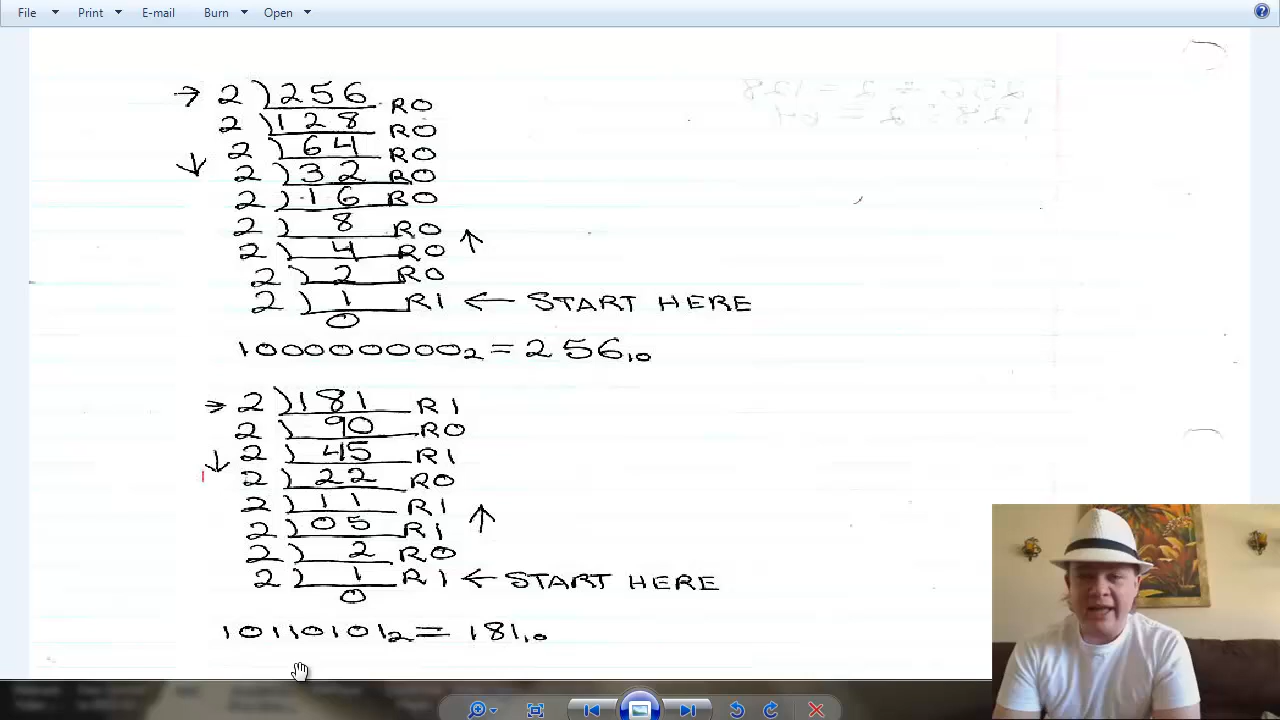 File Print E-mail Burn Open
→ 2 ) 256 R0
2 ) 128 R0
2 ) 64 R0
↓ 2 ) 32 R0
2 ) 16 R0
2 ) 8 R0 ↑
2 ) 4 R0
2 ) 2 R0
2 ) 1 R1 ← START HERE
0
100000000₂ = 256₁₀
→ 2 ) 181 R1
2 ) 90 R0
↓ 2 ) 45 R1
2 ) 22 R0
2 ) 11 R1 ↑
2 ) 05 R1
2 ) 2 R0
2 ) 1 R1 ← START HERE
0
10110101₂ = 181₁₀